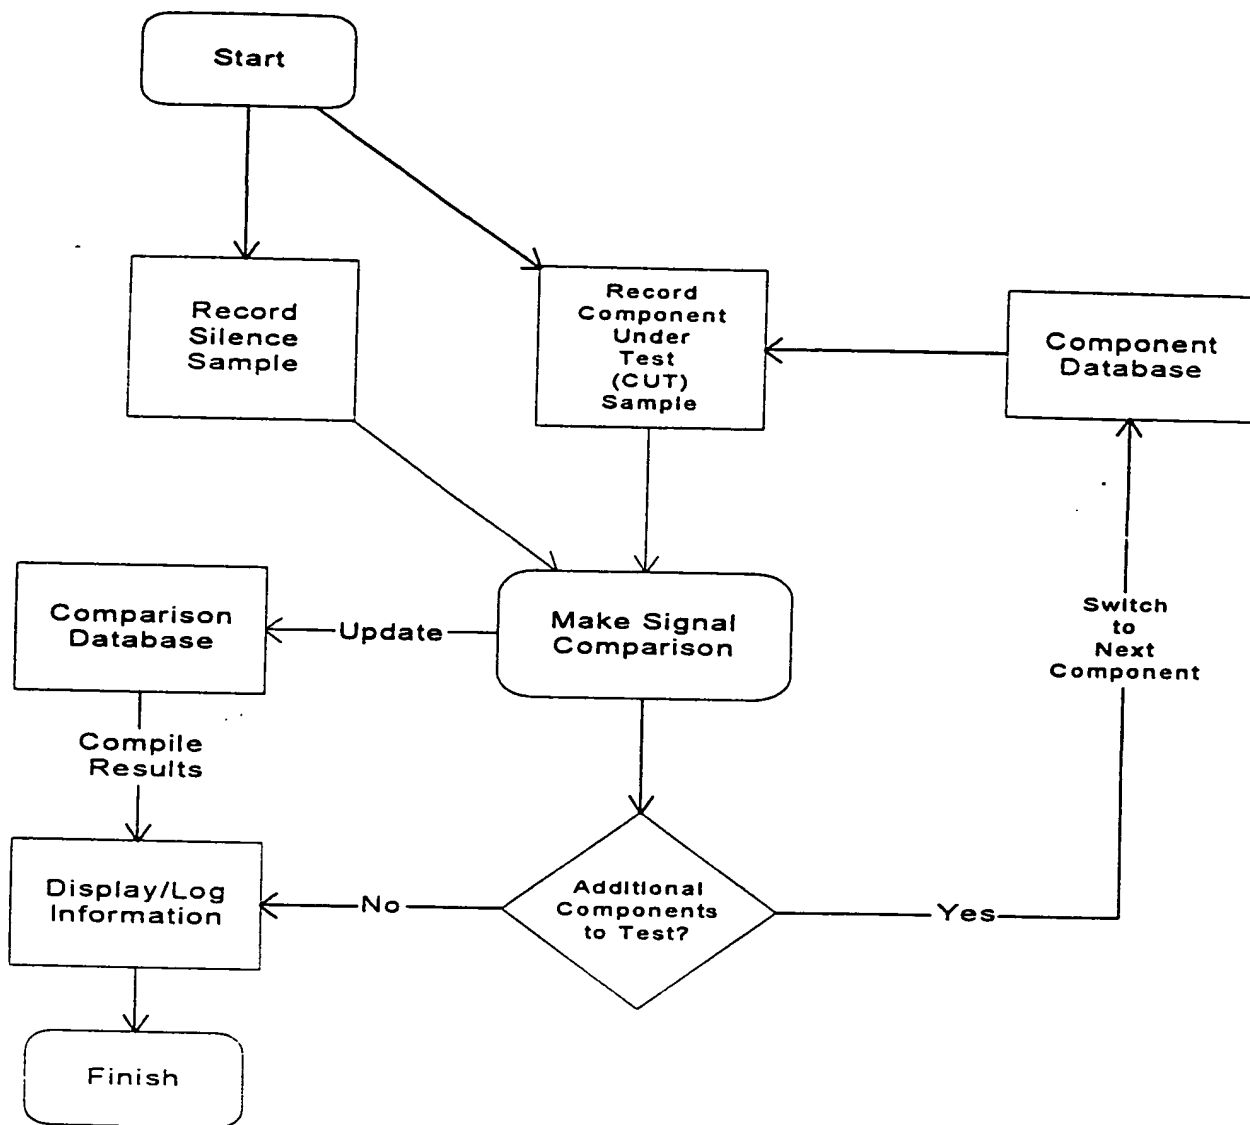 Start
Record
Silence
Sample
Record
Component
Under
Test
(CUT)
Sample
Component
Database
Comparison
Database
Update
Make Signal
Comparison
Switch
to
Next
Component
Compile
Results
Display/Log
Information
No
Additional
Components
to Test?
Yes
Finish